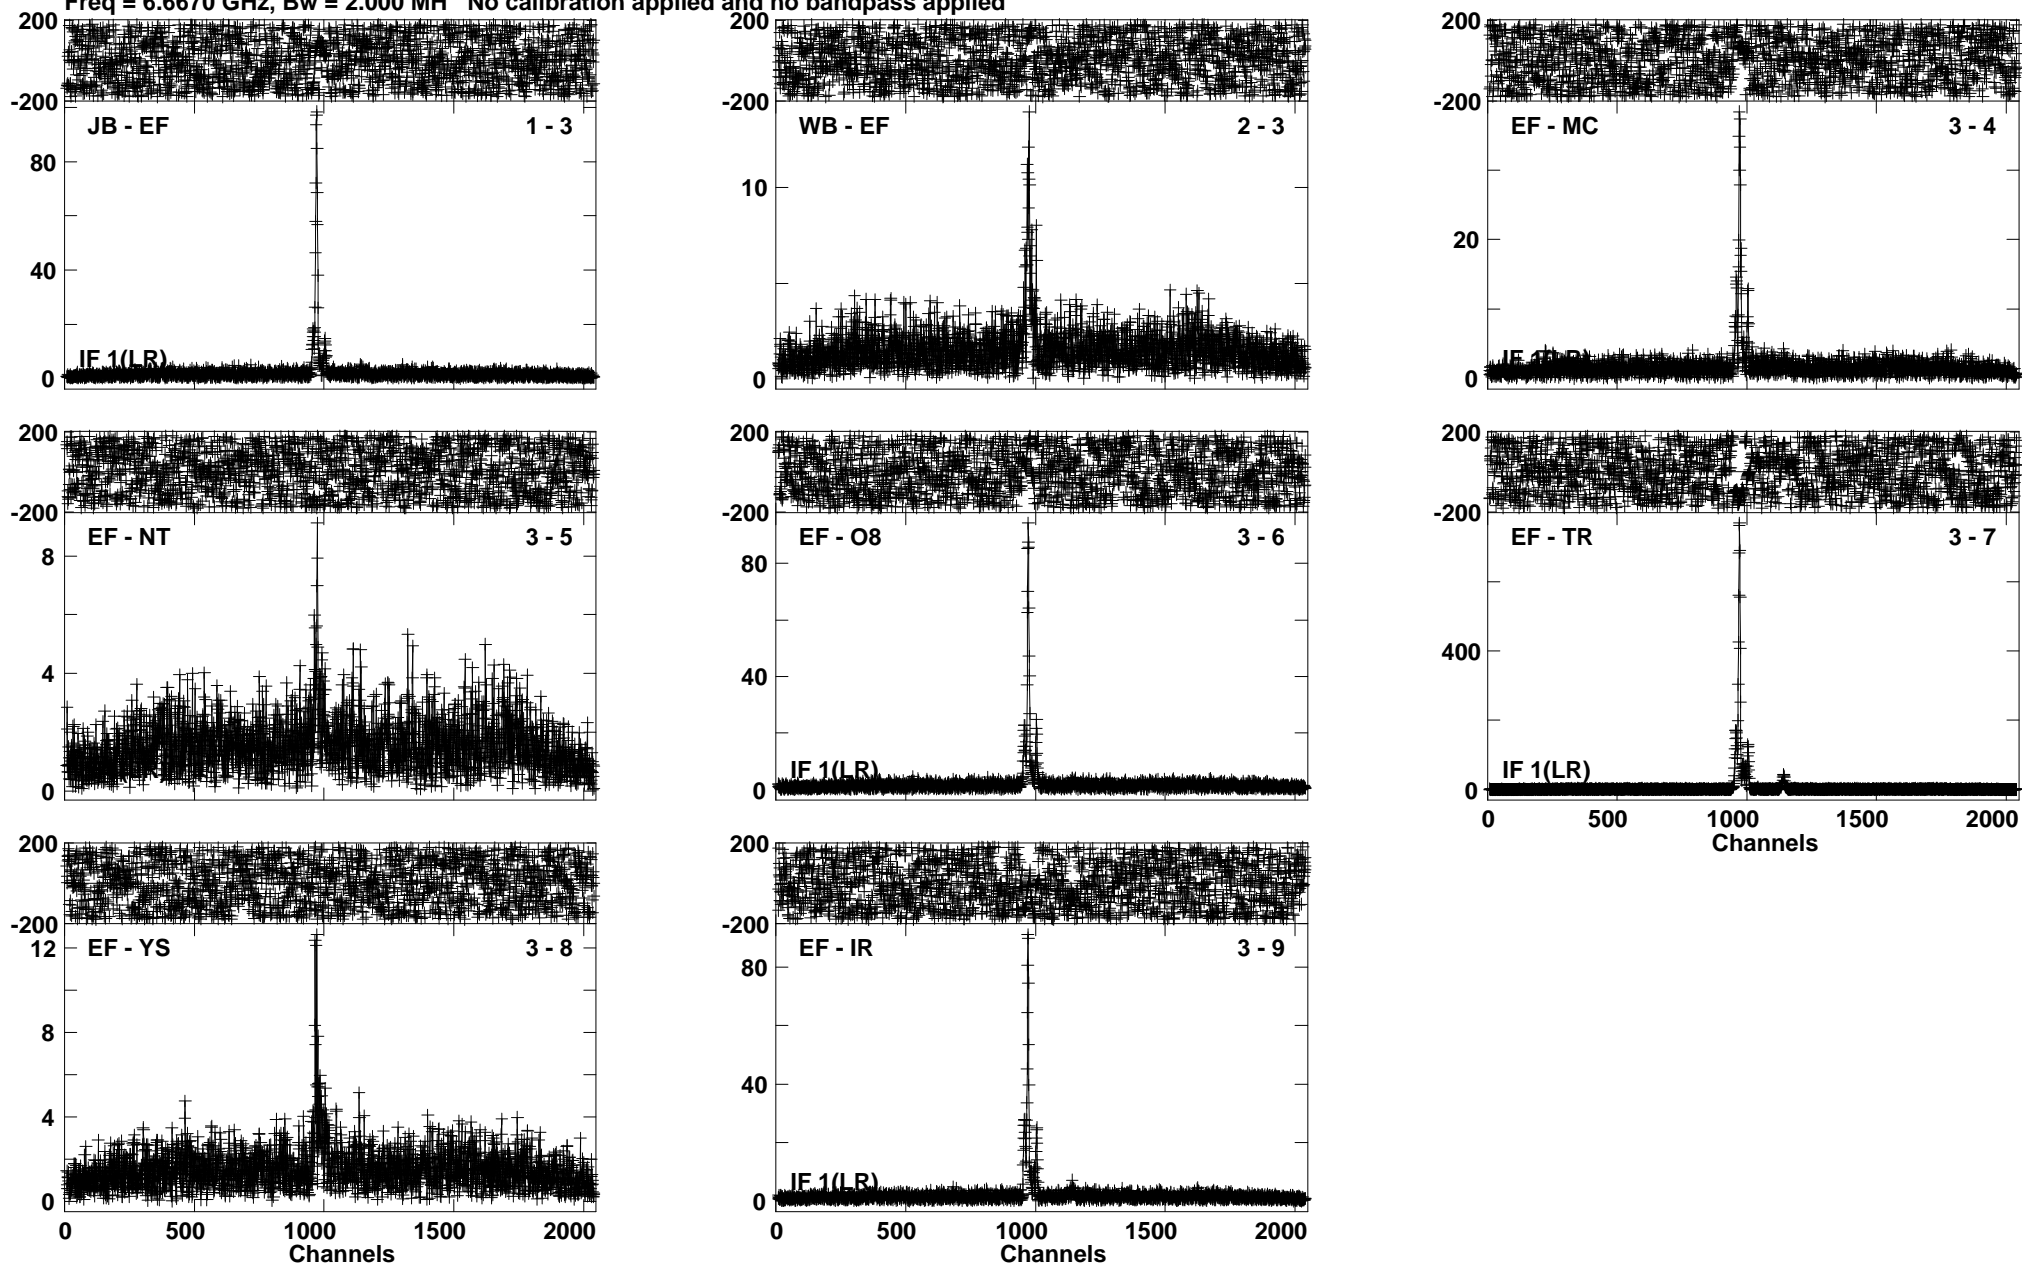 Freq = 6.6670 GHz, Bw = 2.000 MH No calibration applied and no bandpass applied
200
-200
JB - EF 1 - 3
80
40
0
IF 1(LR)
200
-200
WB - EF 2 - 3
10
0
200
-200
EF - MC 3 - 4
20
0
200
-200
EF - NT 3 - 5
8
4
0
200
-200
EF - O8 3 - 6
80
40
0
IF 1(LR)
200
-200
EF - TR 3 - 7
400
0
IF 1(LR)
0 500 1000 1500 2000
Channels
200
-200
EF - YS 3 - 8
12
8
4
0
0 500 1000 1500 2000
Channels
200
-200
EF - IR 3 - 9
80
40
0
IF 1(LR)
0 500 1000 1500 2000
Channels